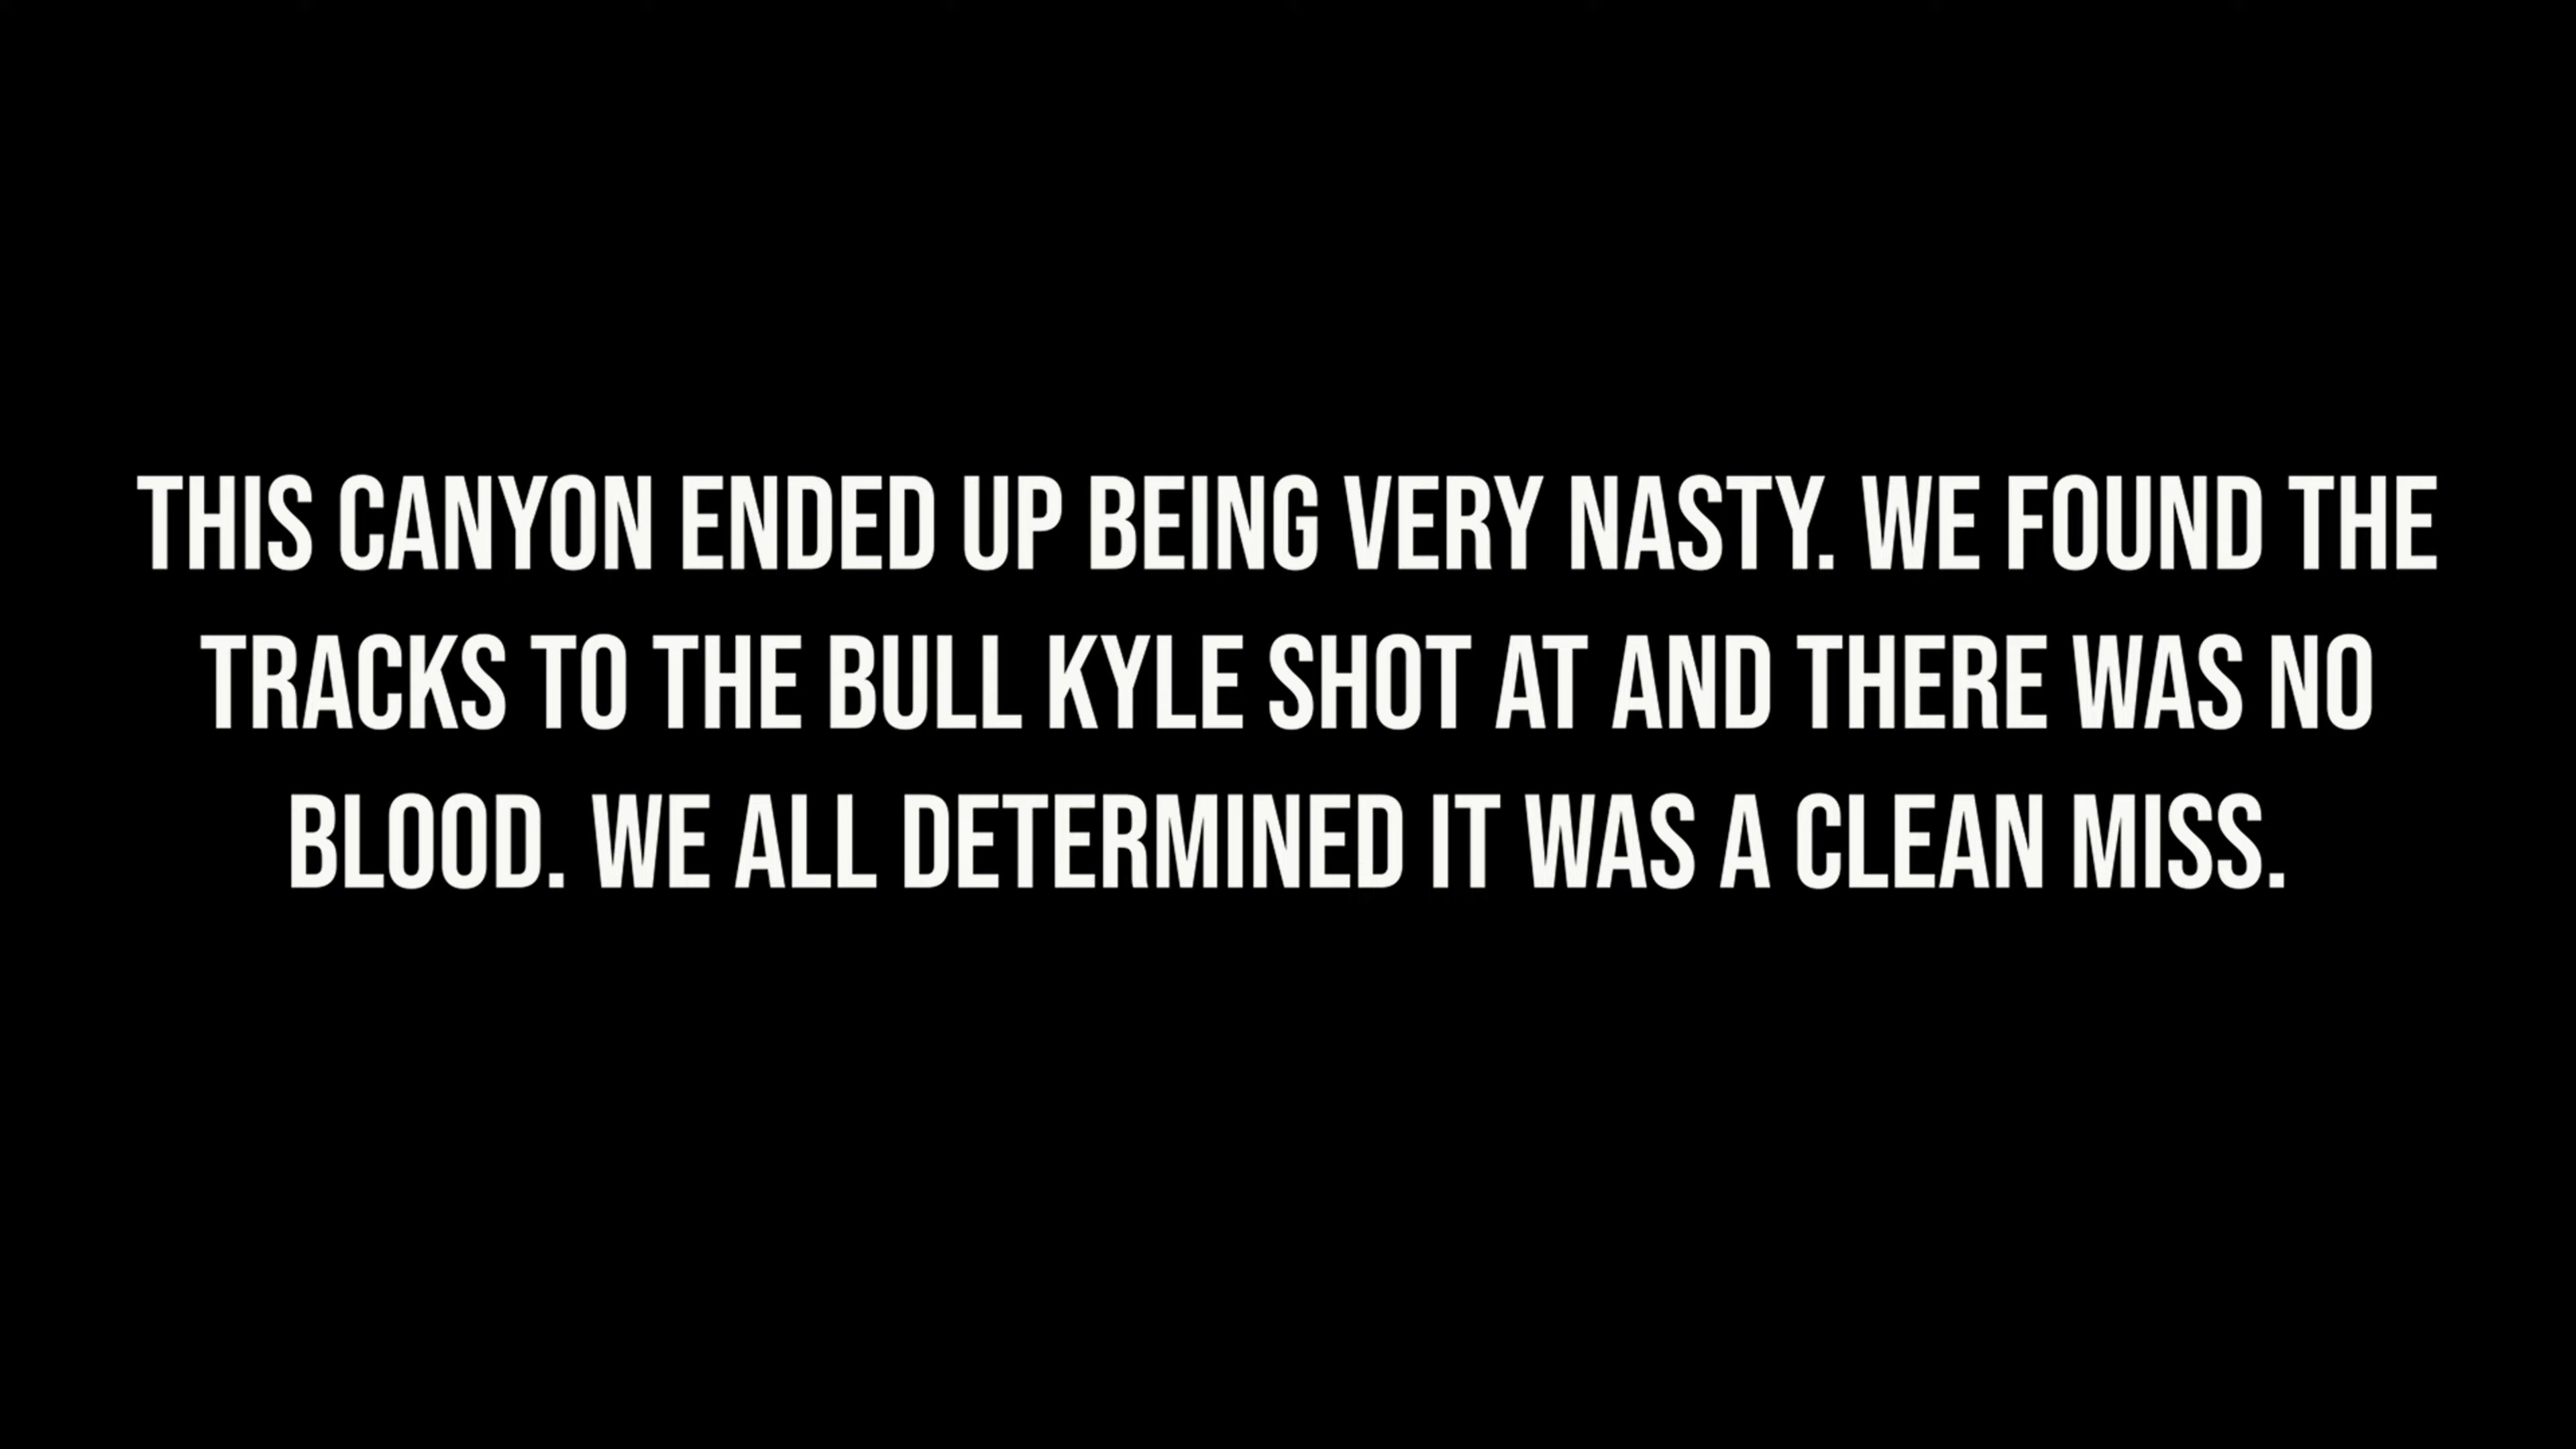 THIS CANYON ENDED UP BEING VERY NASTY. WE FOUND THE
TRACKS TO THE BULL KYLE SHOT AT AND THERE WAS NO
BLOOD. WE ALL DETERMINED IT WAS A CLEAN MISS.